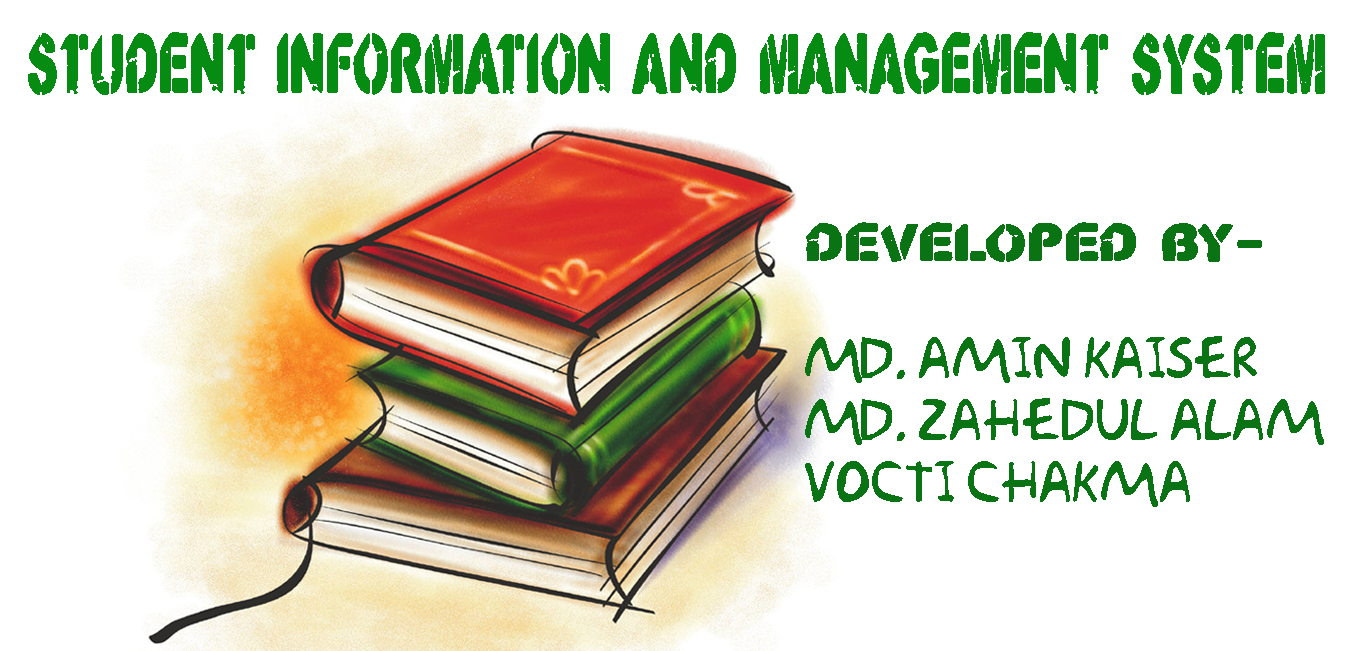 STUDENT INFORMATION AND MANAGEMENT SYSTEM
DEVELOPED BY-
MD. AMIN KAISER
MD. ZAHEDUL ALAM
VOCTI CHAKMA